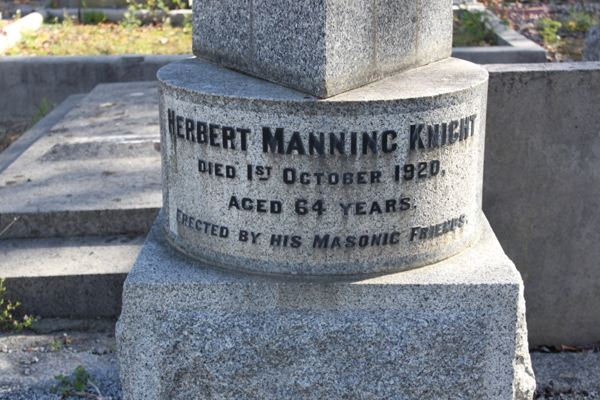 Herbert Manning Knight
died 1st October 1920,
aged 64 years.
Erected by his Masonic Friends.